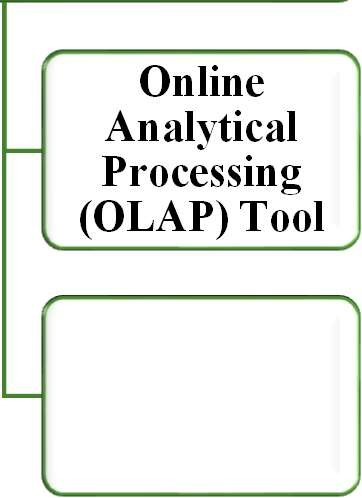 Online
Analytical
Processing
(OLAP) Tool